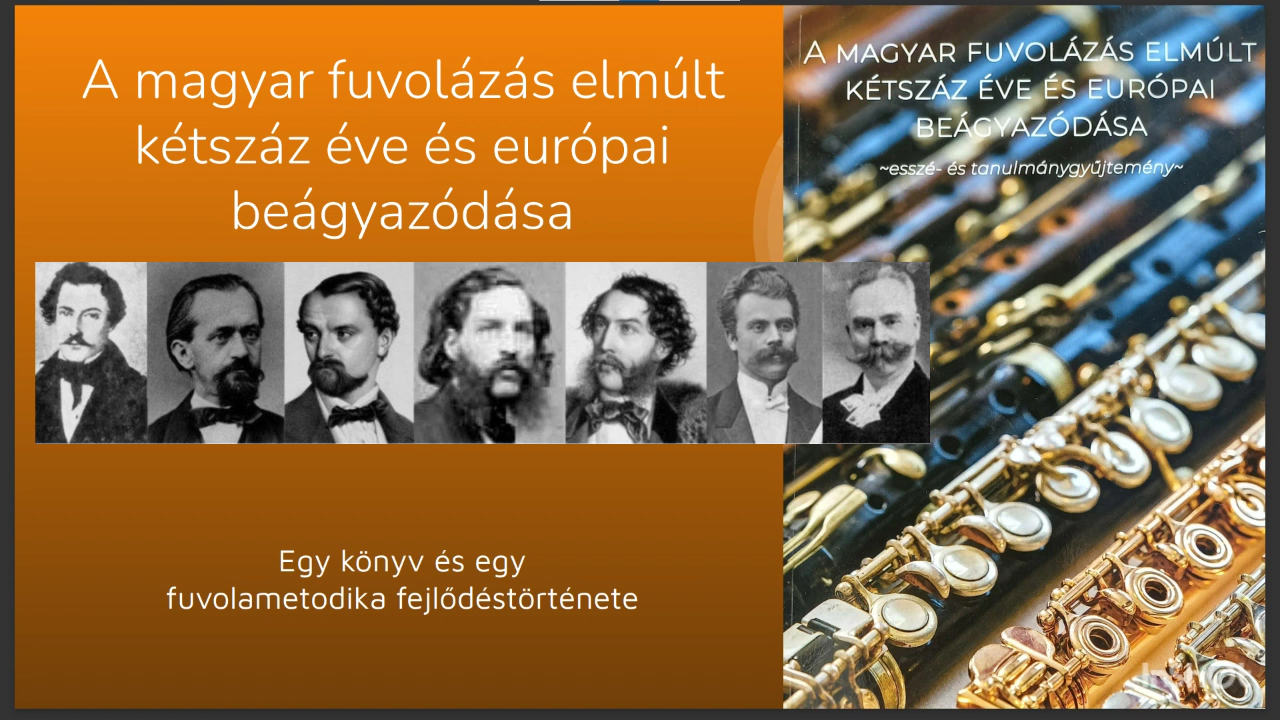 A magyar fuvolázás elmúlt
kétszáz éve és európai
beágyazódása
Egy könyv és egy
fuvolametodika fejlődéstörténete
A MAGYAR FUVOLÁZÁS ELMÚLT
KÉTSZÁZ ÉVE ÉS EURÓPAI
BEÁGYAZÓDÁSA
~esszé- és tanulmánygyűjtemény~